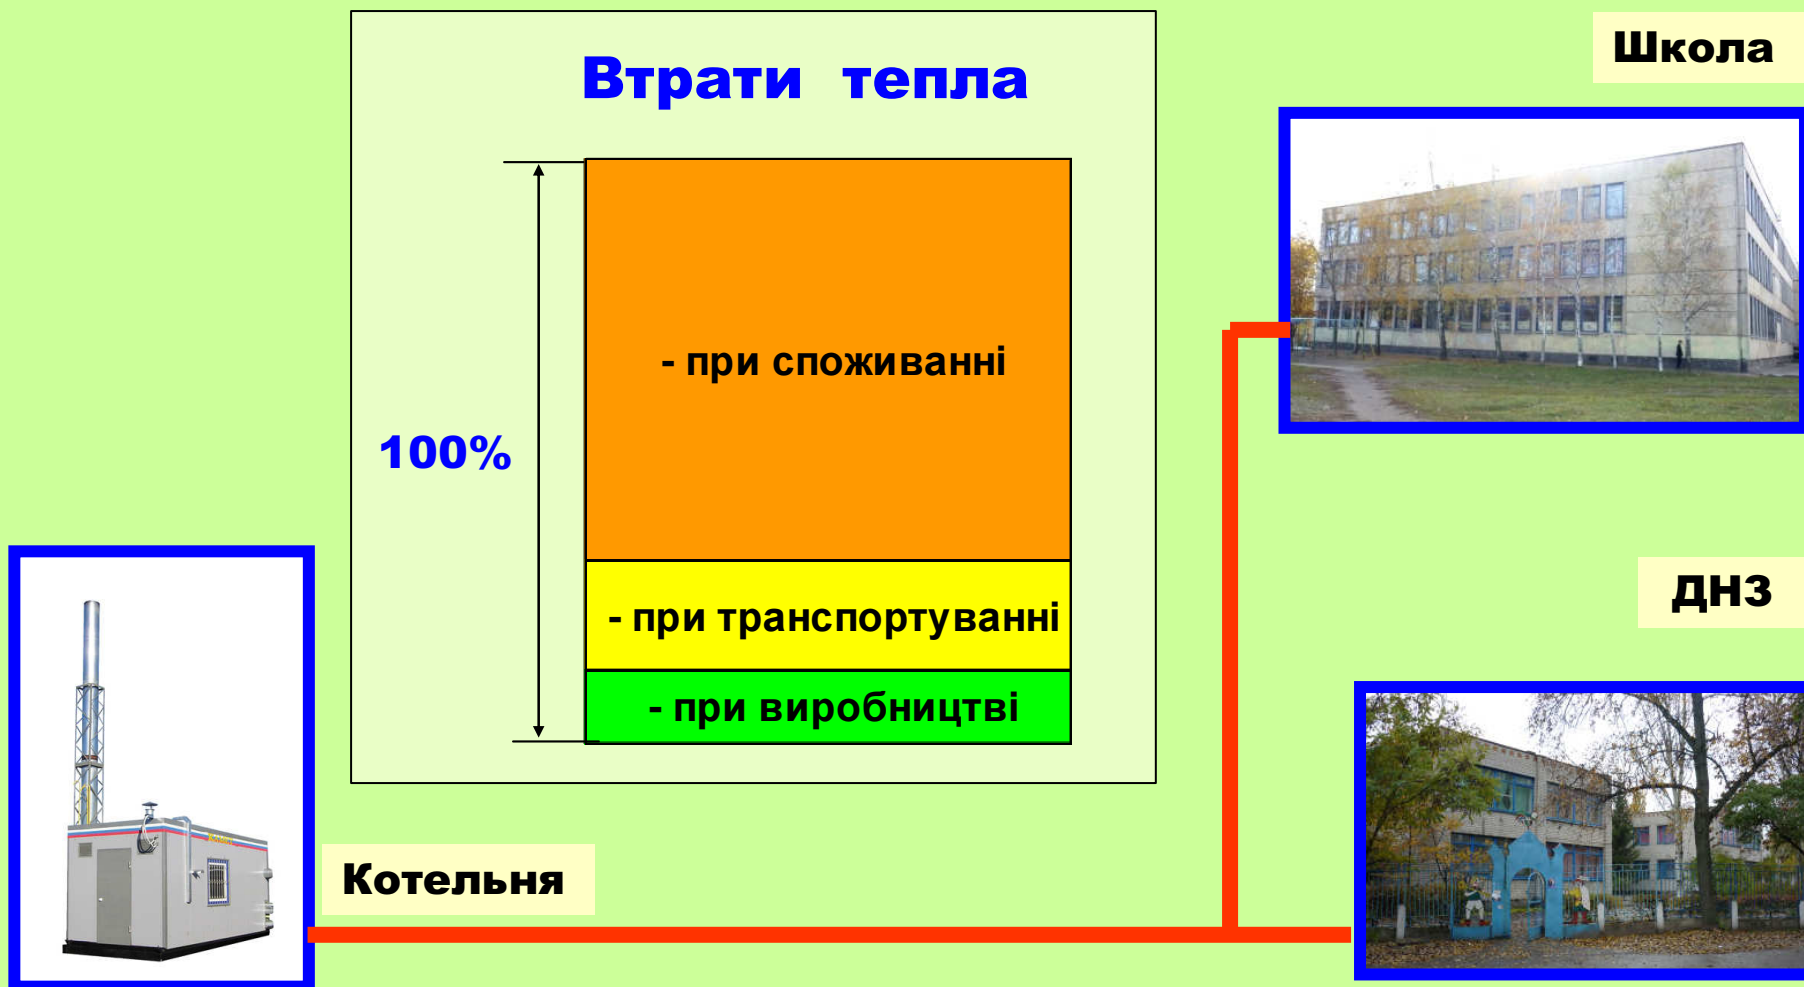 Втрати тепла
Школа
- при споживанні
100%
ДНЗ
- при транспортуванні
- при виробництві
Котельня